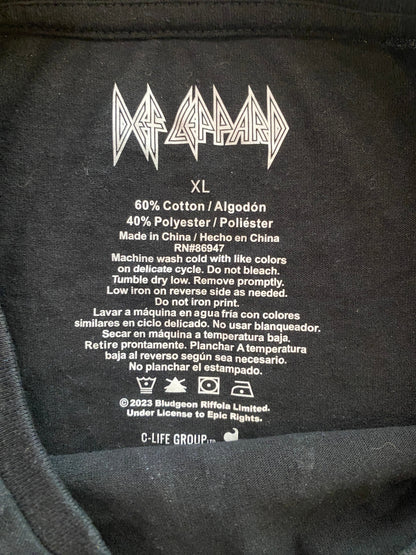 DEF LEPPARD
XL
60% Cotton / Algodón
40% Polyester / Poliéster
Made in China / Hecho en China
RN#86947
Machine wash cold with like colors
on delicate cycle. Do not bleach.
Tumble dry low. Remove promptly.
Low iron on reverse side as needed.
Do not iron print.
Lavar a máquina en agua fría con colores
similares en ciclo delicado. No usar blanqueador.
Secar en máquina a temperatura baja.
Retire prontamente. Planchar A temperatura
baja al reverso según sea necesario.
No planchar el estampado.
© 2023 Bludgeon Riffola Limited.
Under License to Epic Rights.
C-LIFE GROUP LTD